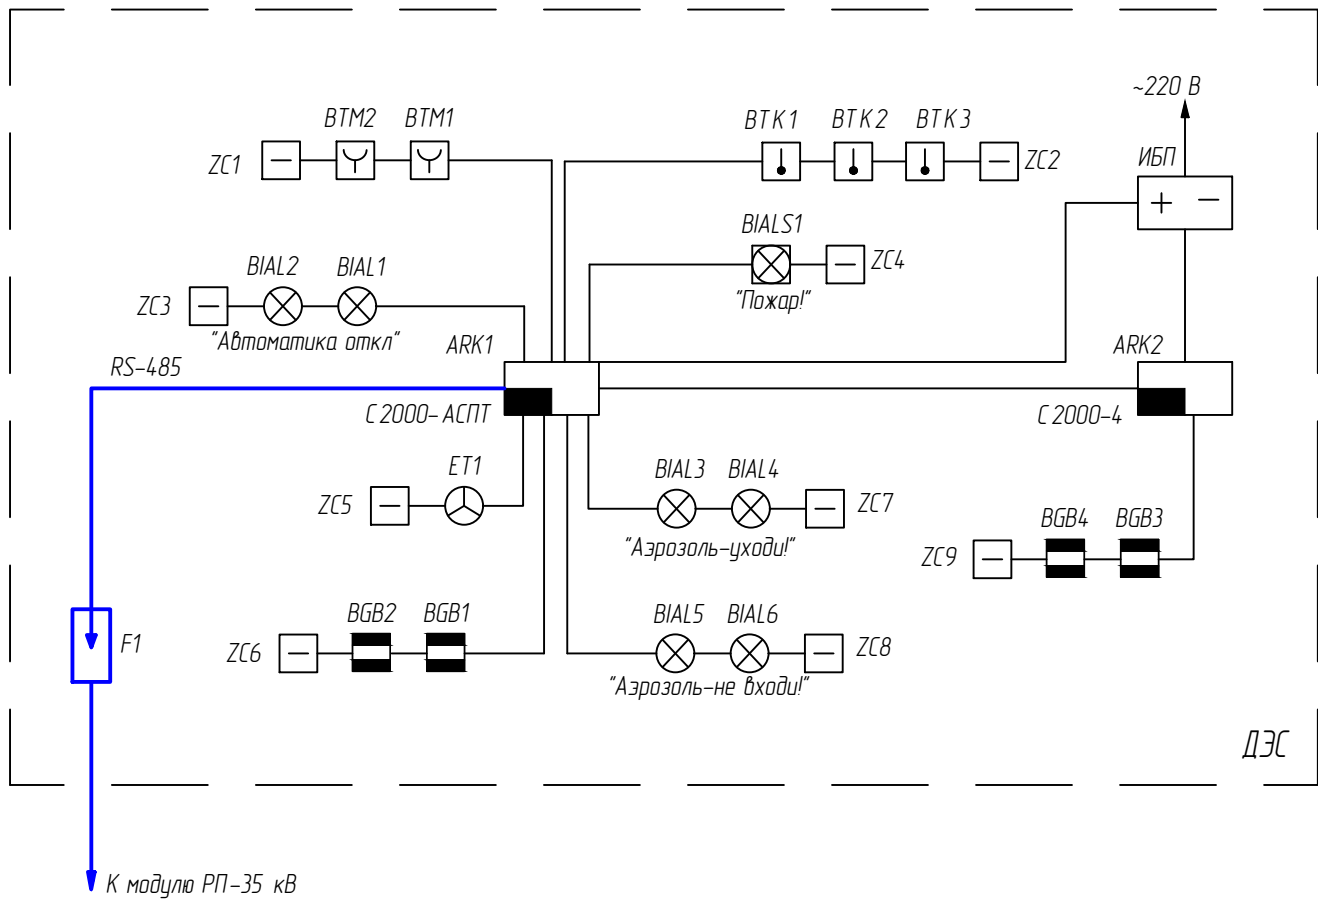 ~220 В
BTM2 BTM1
BTK1 BTK2 BTK3
ZC1
ZC2
ИБП
+ −
BIALS1
BIAL2 BIAL1
ZC4
ZC3
"Пожар!"
"Автоматика откл"
ARK1
ARK2
RS-485
С2000-АСПТ
С2000-4
ET1
BIAL3 BIAL4
ZC5
ZC7
BGB4 BGB3
"Аэрозоль-уходи!"
ZC9
BGB2 BGB1
BIAL5 BIAL6
F1
ZC6
ZC8
"Аэрозоль-не входи!"
ДЭС
К модулю РП-35 кВ